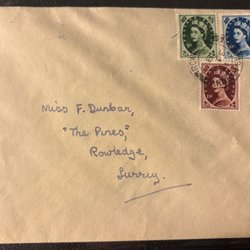 Miss F. Dunbar,
"The Pines,"
Rowledge,
Surrey.